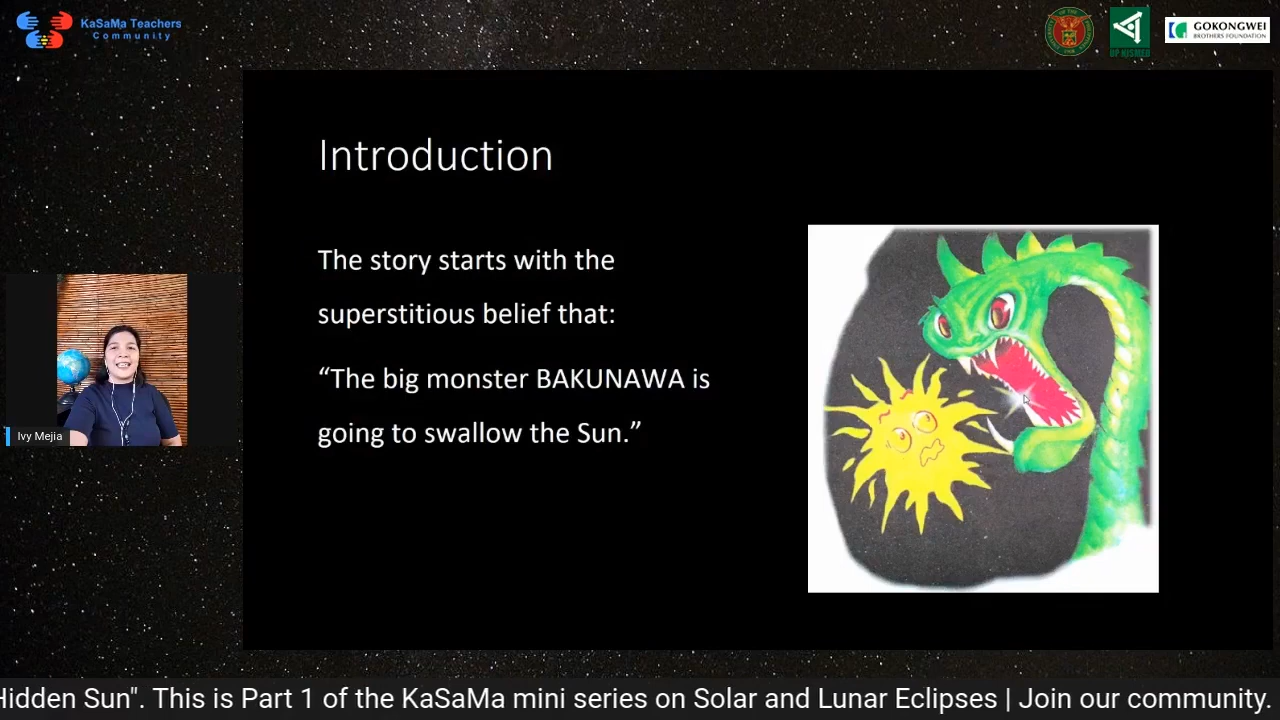 KaSaMa Teachers
Community
UP NISMED
GOKONGWEI
BROTHERS FOUNDATION
Introduction
The story starts with the
superstitious belief that:
“The big monster BAKUNAWA is
going to swallow the Sun.”
Ivy Mejia
Hidden Sun". This is Part 1 of the KaSaMa mini series on Solar and Lunar Eclipses | Join our community.